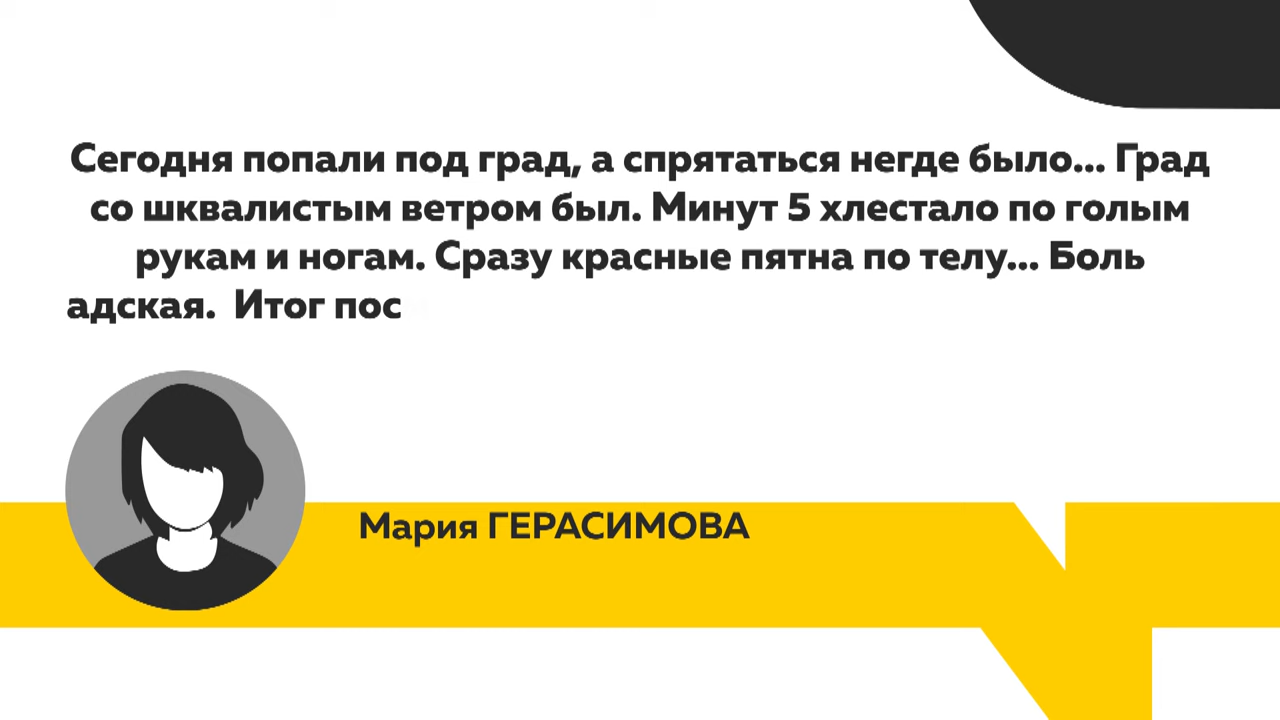 Сегодня попали под град, а спрятаться негде было... Град
со шквалистым ветром был. Минут 5 хлестало по голым
рукам и ногам. Сразу красные пятна по телу... Боль
адская. Итог пос
Мария ГЕРАСИМОВА